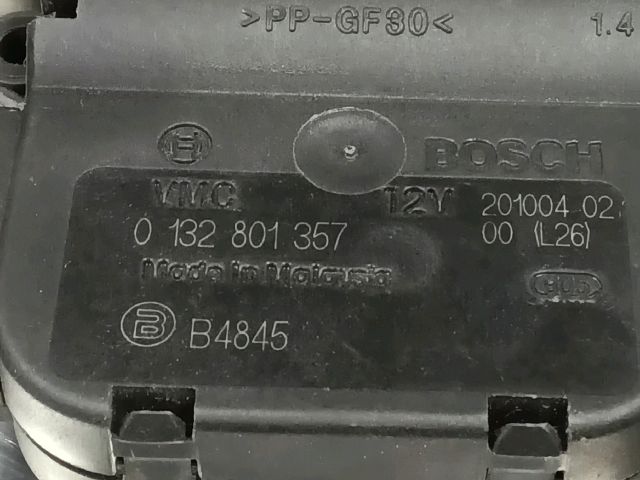 >PP-GF30< 1.4
BOSCH
VMC 12V 201004 02
0 132 801 357 00 (L26)
Made in Malaysia
B B4845